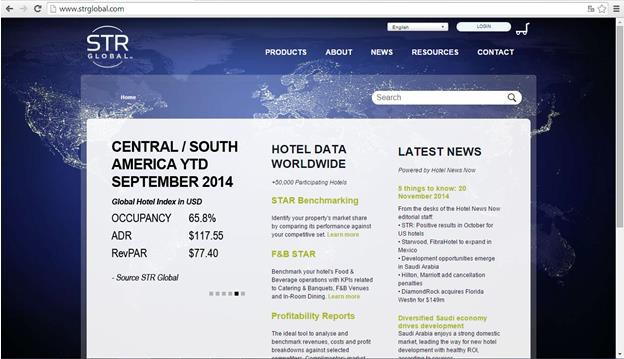 www.strglobal.com
English
LOGIN
STR
GLOBAL
PRODUCTS ABOUT NEWS RESOURCES CONTACT
Home
Search
CENTRAL / SOUTH
AMERICA YTD
SEPTEMBER 2014
Global Hotel Index in USD
OCCUPANCY 65.8%
ADR $117.55
RevPAR $77.40
- Source STR Global
HOTEL DATA
WORLDWIDE
+50,000 Participating Hotels
STAR Benchmarking
Identify your property's market share
by comparing its performance against
your competitive set. Learn more
F&B STAR
Benchmark your hotel's Food &
Beverage operations with KPIs related
to Catering & Banquets, F&B Venues
and In-Room Dining. Learn more
Profitability Reports
The ideal tool to analyse and
benchmark revenues, costs and profit
breakdowns against selected
LATEST NEWS
Powered by Hotel News Now
5 things to know: 20
November 2014
From the desks of the Hotel News Now
editorial staff:
• STR: Positive results in October for
US hotels
• Starwood, FibraHotel to expand in
Mexico
• Development opportunities emerge
in Saudi Arabia
• Hilton, Marriott add cancellation
penalties
• DiamondRock acquires Florida
Westin for $149m
Diversified Saudi economy
drives development
Saudi Arabia enjoys a strong domestic
market, leading the way for new
hotel development with healthy ROI,